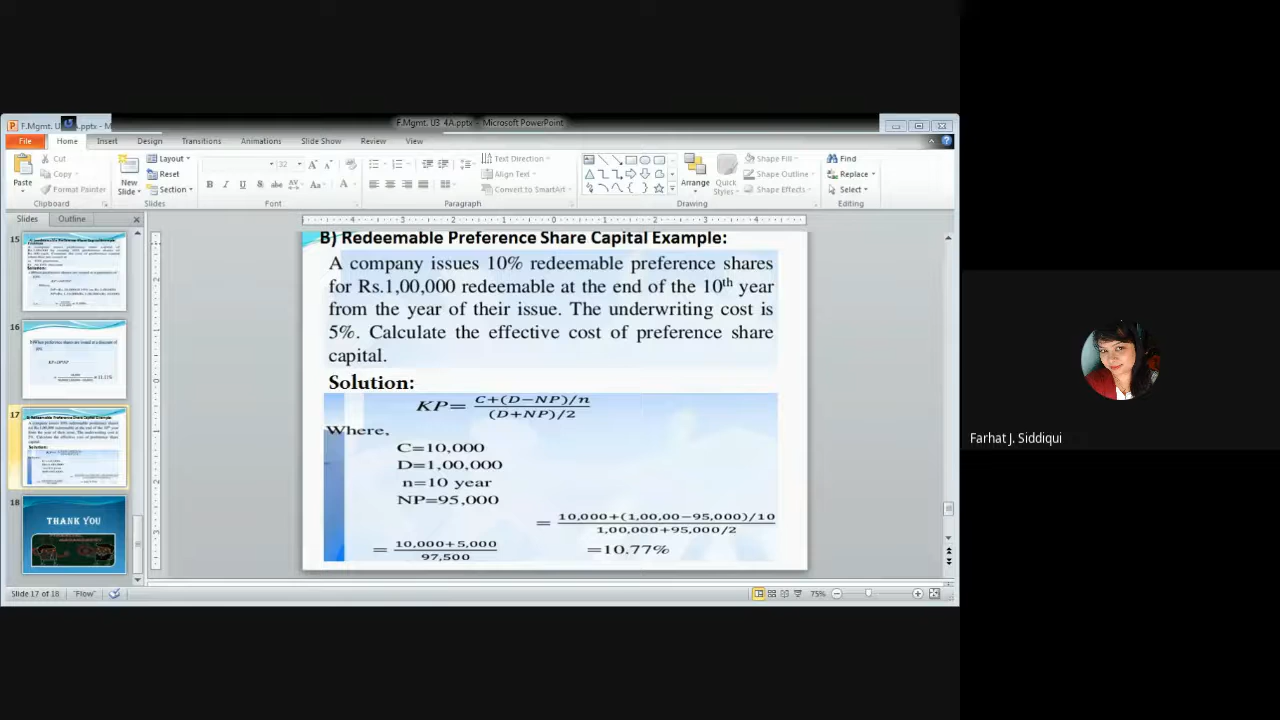 F.Mgmt. U3_4A.pptx - Microsoft PowerPoint
File Home Insert Design Transitions Animations Slide Show Review View
Paste
Cut
Copy
Format Painter
Clipboard
New Slide
Layout
Reset
Section
Slides
32
Font
Paragraph
Text Direction
Align Text
Convert to SmartArt
Arrange
Quick Styles
Shape Fill
Shape Outline
Shape Effects
Drawing
Find
Replace
Select
Editing
Slides Outline
15
16
17
18
THANK YOU
B) Redeemable Preference Share Capital Example:
A company issues 10% redeemable preference shares
for Rs.1,00,000 redeemable at the end of the 10th year
from the year of their issue. The underwriting cost is
5%. Calculate the effective cost of preference share
capital.
Solution:
KP= C+(D−NP)/n
(D+NP)/2
Where,
C=10,000
D=1,00,000
n=10 year
NP=95,000
= 10,000+(1,00,00−95,000)/10
1,00,000+95,000/2
= 10,000+5,000
97,500
=10.77%
Slide 17 of 18 "Flow" 75%
Farhat J. Siddiqui